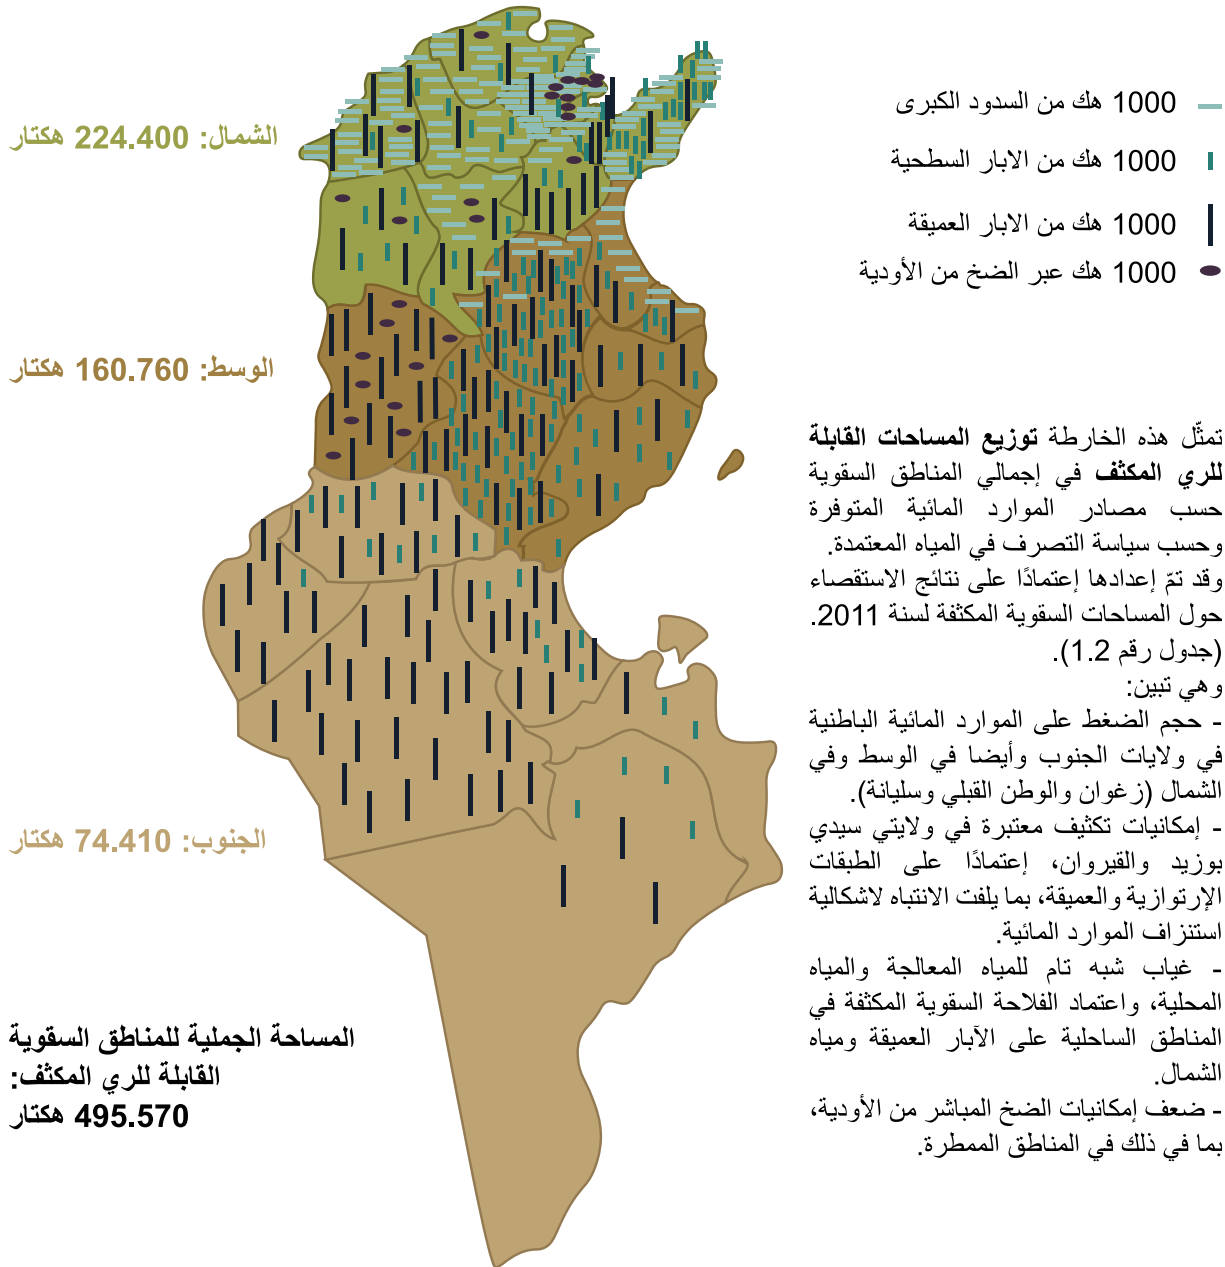 1000 هك من السدود الكبرى
1000 هك من الابار السطحية
1000 هك من الابار العميقة
1000 هك عبر الضخ من الأودية
الشمال: 224.400 هكتار
الوسط: 160.760 هكتار
الجنوب: 74.410 هكتار
المساحة الجملية للمناطق السقوية
القابلة للري المكثف:
495.570 هكتار
تمثّل هذه الخارطة توزيع المساحات القابلة
للري المكثف في إجمالي المناطق السقوية
حسب مصادر الموارد المائية المتوفرة
وحسب سياسة التصرف في المياه المعتمدة.
وقد تمّ إعدادها إعتمادًا على نتائج الاستقصاء
حول المساحات السقوية المكثفة لسنة 2011.
(جدول رقم 1.2).
وهي تبين:
- حجم الضغط على الموارد المائية الباطنية
في ولايات الجنوب وأيضا في الوسط وفي
الشمال (زغوان والوطن القبلي وسليانة).
- إمكانيات تكثيف معتبرة في ولايتي سيدي
بوزيد والقيروان، إعتمادًا على الطبقات
الإرتوازية والعميقة، بما يلفت الانتباه لاشكالية
استنزاف الموارد المائية.
- غياب شبه تام للمياه المعالجة والمياه
المحلية، واعتماد الفلاحة السقوية المكثفة في
المناطق الساحلية على الآبار العميقة ومياه
الشمال.
- ضعف إمكانيات الضخ المباشر من الأودية،
بما في ذلك في المناطق الممطرة.